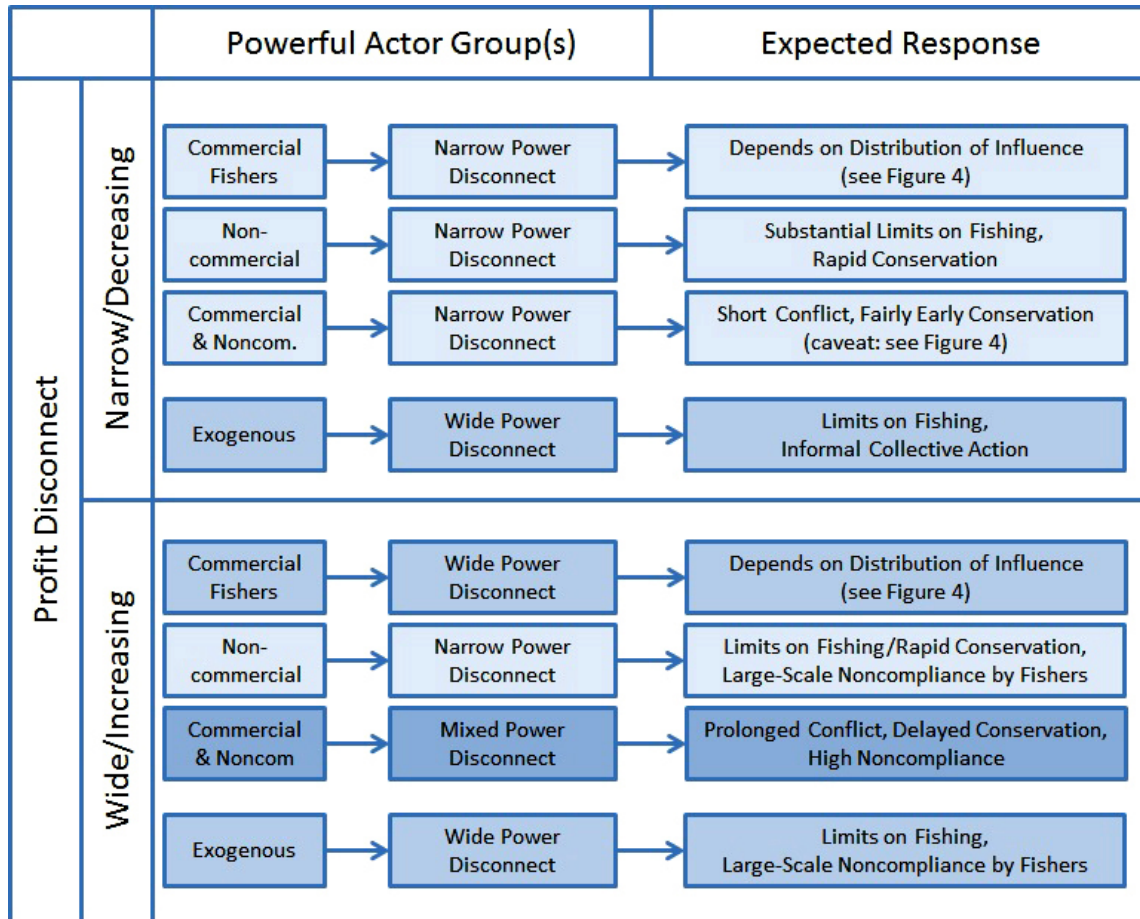 Powerful Actor Group(s)
Expected Response
Profit Disconnect
Narrow/Decreasing
Commercial
Fishers
Narrow Power
Disconnect
Depends on Distribution of Influence
(see Figure 4)
Non-
commercial
Narrow Power
Disconnect
Substantial Limits on Fishing,
Rapid Conservation
Commercial
& Noncom.
Narrow Power
Disconnect
Short Conflict, Fairly Early Conservation
(caveat: see Figure 4)
Exogenous
Wide Power
Disconnect
Limits on Fishing,
Informal Collective Action
Wide/Increasing
Commercial
Fishers
Wide Power
Disconnect
Depends on Distribution of Influence
(see Figure 4)
Non-
commercial
Narrow Power
Disconnect
Limits on Fishing/Rapid Conservation,
Large-Scale Noncompliance by Fishers
Commercial
& Noncom
Mixed Power
Disconnect
Prolonged Conflict, Delayed Conservation,
High Noncompliance
Exogenous
Wide Power
Disconnect
Limits on Fishing,
Large-Scale Noncompliance by Fishers